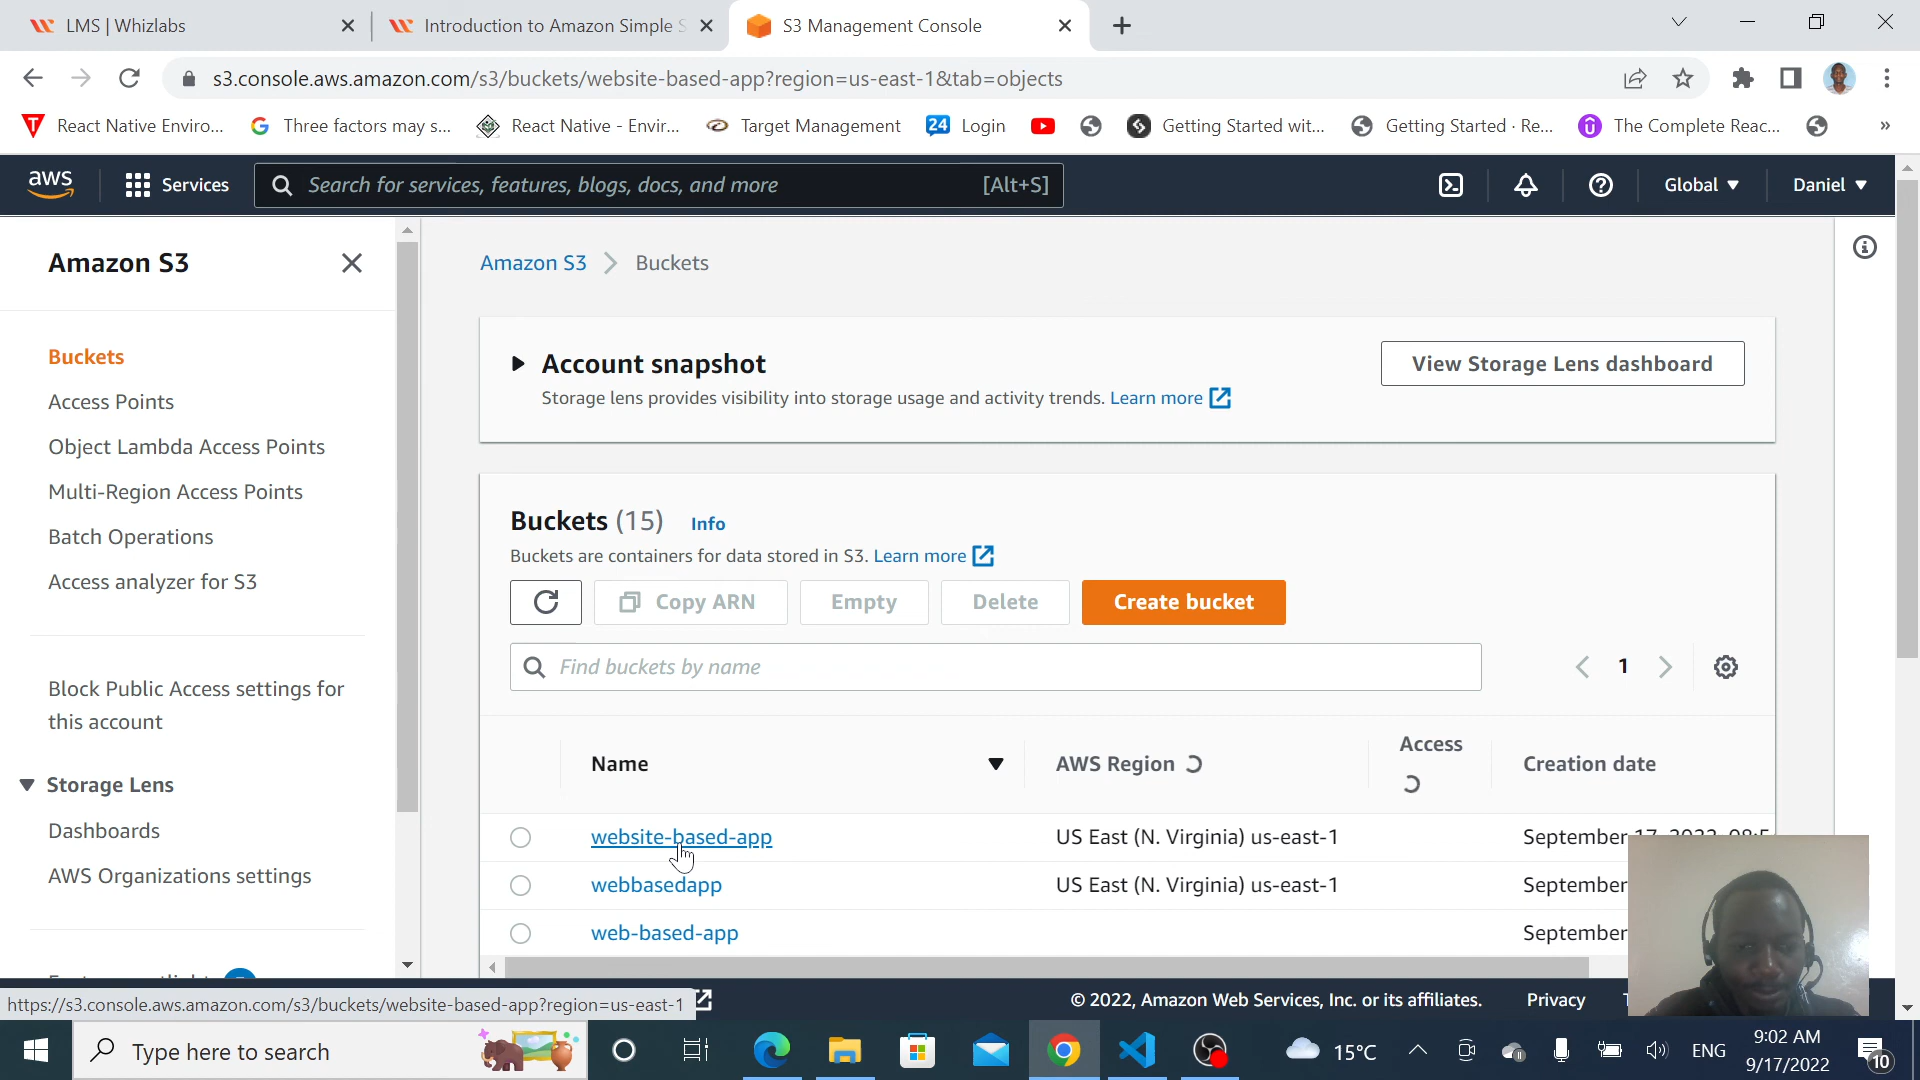 LMS | Whizlabs
Introduction to Amazon Simple S
S3 Management Console
s3.console.aws.amazon.com/s3/buckets/website-based-app?region=us-east-1&tab=objects
React Native Enviro...
Three factors may s...
React Native - Envir...
Target Management
24 Login
Getting Started wit...
Getting Started · Re...
The Complete Reac...
»
aws
Services
Search for services, features, blogs, docs, and more
[Alt+S]
Global
Daniel
Amazon S3
Buckets
Access Points
Object Lambda Access Points
Multi-Region Access Points
Batch Operations
Access analyzer for S3
Block Public Access settings for
this account
Storage Lens
Dashboards
AWS Organizations settings
Amazon S3 > Buckets
Account snapshot
Storage lens provides visibility into storage usage and activity trends. Learn more
View Storage Lens dashboard
Buckets (15) Info
Buckets are containers for data stored in S3. Learn more
Copy ARN
Empty
Delete
Create bucket
Find buckets by name
1
Name
AWS Region
Access
Creation date
website-based-app
US East (N. Virginia) us-east-1
September
webbasedapp
US East (N. Virginia) us-east-1
September
web-based-app
September
https://s3.console.aws.amazon.com/s3/buckets/website-based-app?region=us-east-1
© 2022, Amazon Web Services, Inc. or its affiliates.
Privacy
Type here to search
15°C
ENG
9:02 AM
9/17/2022
10